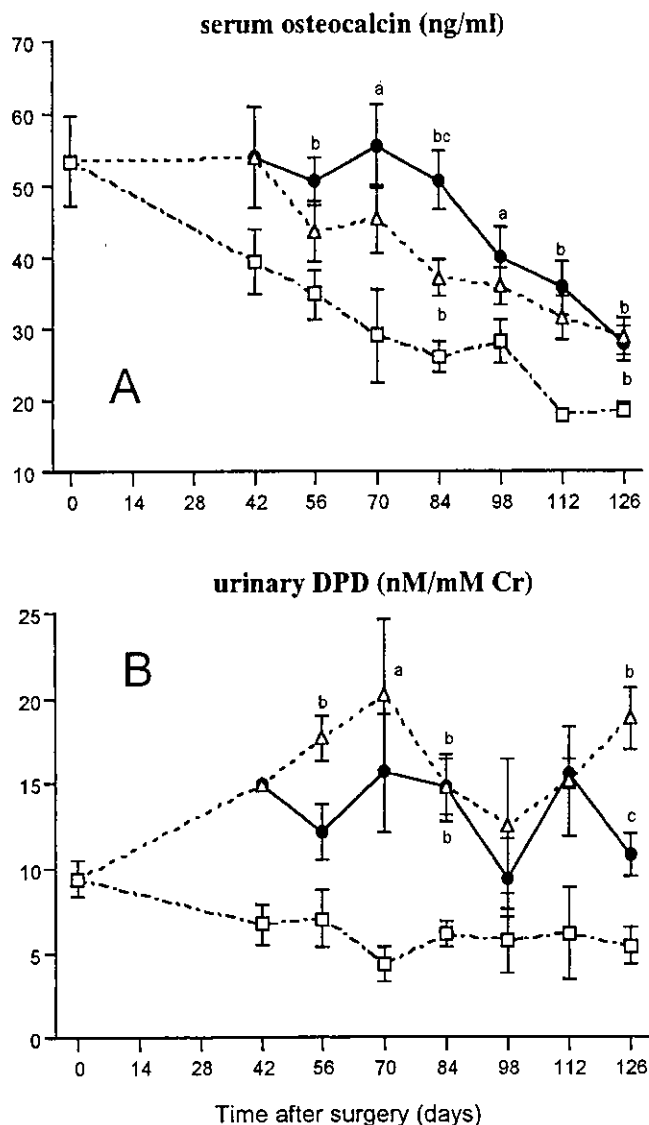 serum osteocalcin (ng/ml)
70
60
50
40
30
20
10
a
b
bc
a
b
b
b
b
A
0 14 28 42 56 70 84 98 112 126
urinary DPD (nM/mM Cr)
25
20
15
10
5
0
B
b
a
b
b
b
c
0 14 28 42 56 70 84 98 112 126
Time after surgery (days)